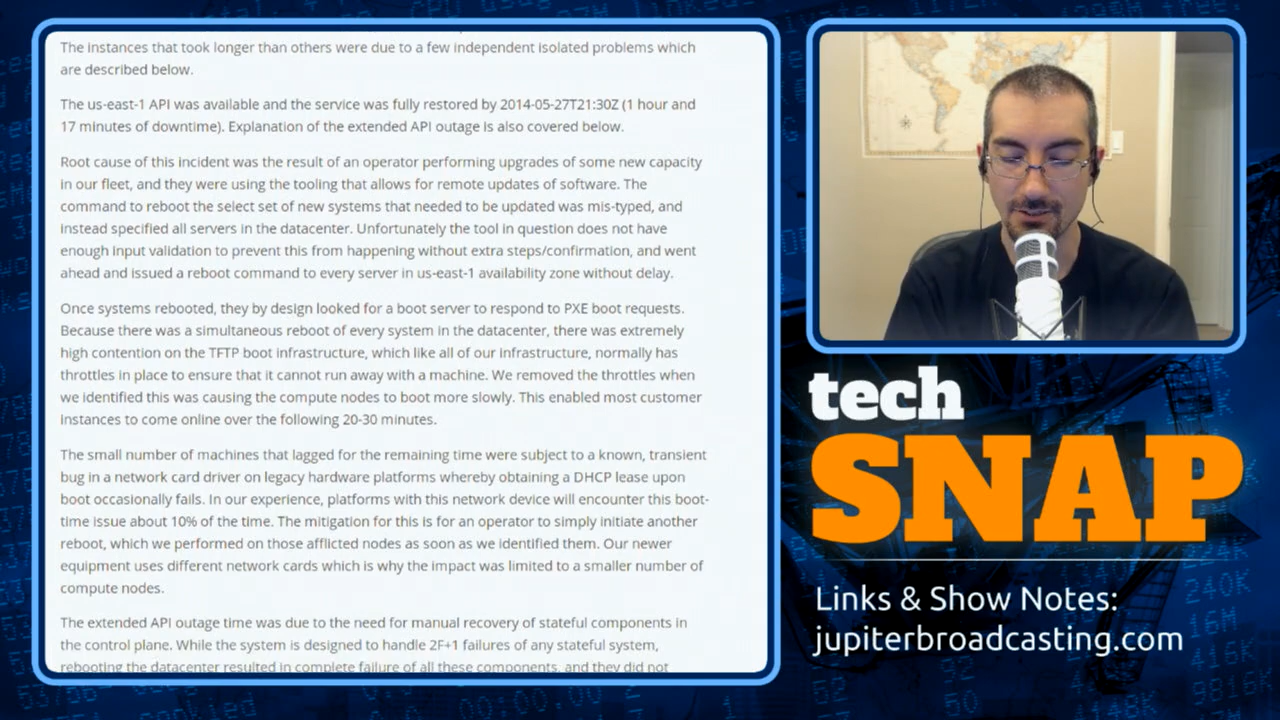 The instances that took longer than others were due to a few independent isolated problems which
are described below.
The us-east-1 API was available and the service was fully restored by 2014-05-27T21:30Z (1 hour and
17 minutes of downtime). Explanation of the extended API outage is also covered below.
Root cause of this incident was the result of an operator performing upgrades of some new capacity
in our fleet, and they were using the tooling that allows for remote updates of software. The
command to reboot the select set of new systems that needed to be updated was mis-typed, and
instead specified all servers in the datacenter. Unfortunately the tool in question does not have
enough input validation to prevent this from happening without extra steps/confirmation, and went
ahead and issued a reboot command to every server in us-east-1 availability zone without delay.
Once systems rebooted, they by design looked for a boot server to respond to PXE boot requests.
Because there was a simultaneous reboot of every system in the datacenter, there was extremely
high contention on the TFTP boot infrastructure, which like all of our infrastructure, normally has
throttles in place to ensure that it cannot run away with a machine. We removed the throttles when
we identified this was causing the compute nodes to boot more slowly. This enabled most customer
instances to come online over the following 20-30 minutes.
The small number of machines that lagged for the remaining time were subject to a known, transient
bug in a network card driver on legacy hardware platforms whereby obtaining a DHCP lease upon
boot occasionally fails. In our experience, platforms with this network device will encounter this boot-
time issue about 10% of the time. The mitigation for this is for an operator to simply initiate another
reboot, which we performed on those afflicted nodes as soon as we identified them. Our newer
equipment uses different network cards which is why the impact was limited to a smaller number of
compute nodes.
The extended API outage time was due to the need for manual recovery of stateful components in
the control plane. While the system is designed to handle 2F+1 failures of any stateful system,
rebooting the datacenter resulted in complete failure of all these components, and they did not
tech
SNAP
Links & Show Notes:
jupiterbroadcasting.com